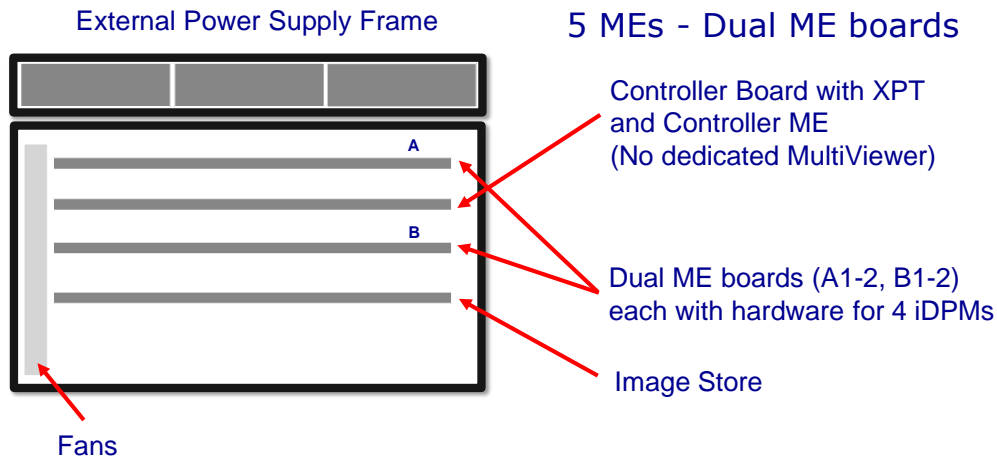 External Power Supply Frame
5 MEs - Dual ME boards
Controller Board with XPT
and Controller ME
(No dedicated MultiViewer)
A
B
Dual ME boards (A1-2, B1-2)
each with hardware for 4 iDPMs
Image Store
Fans